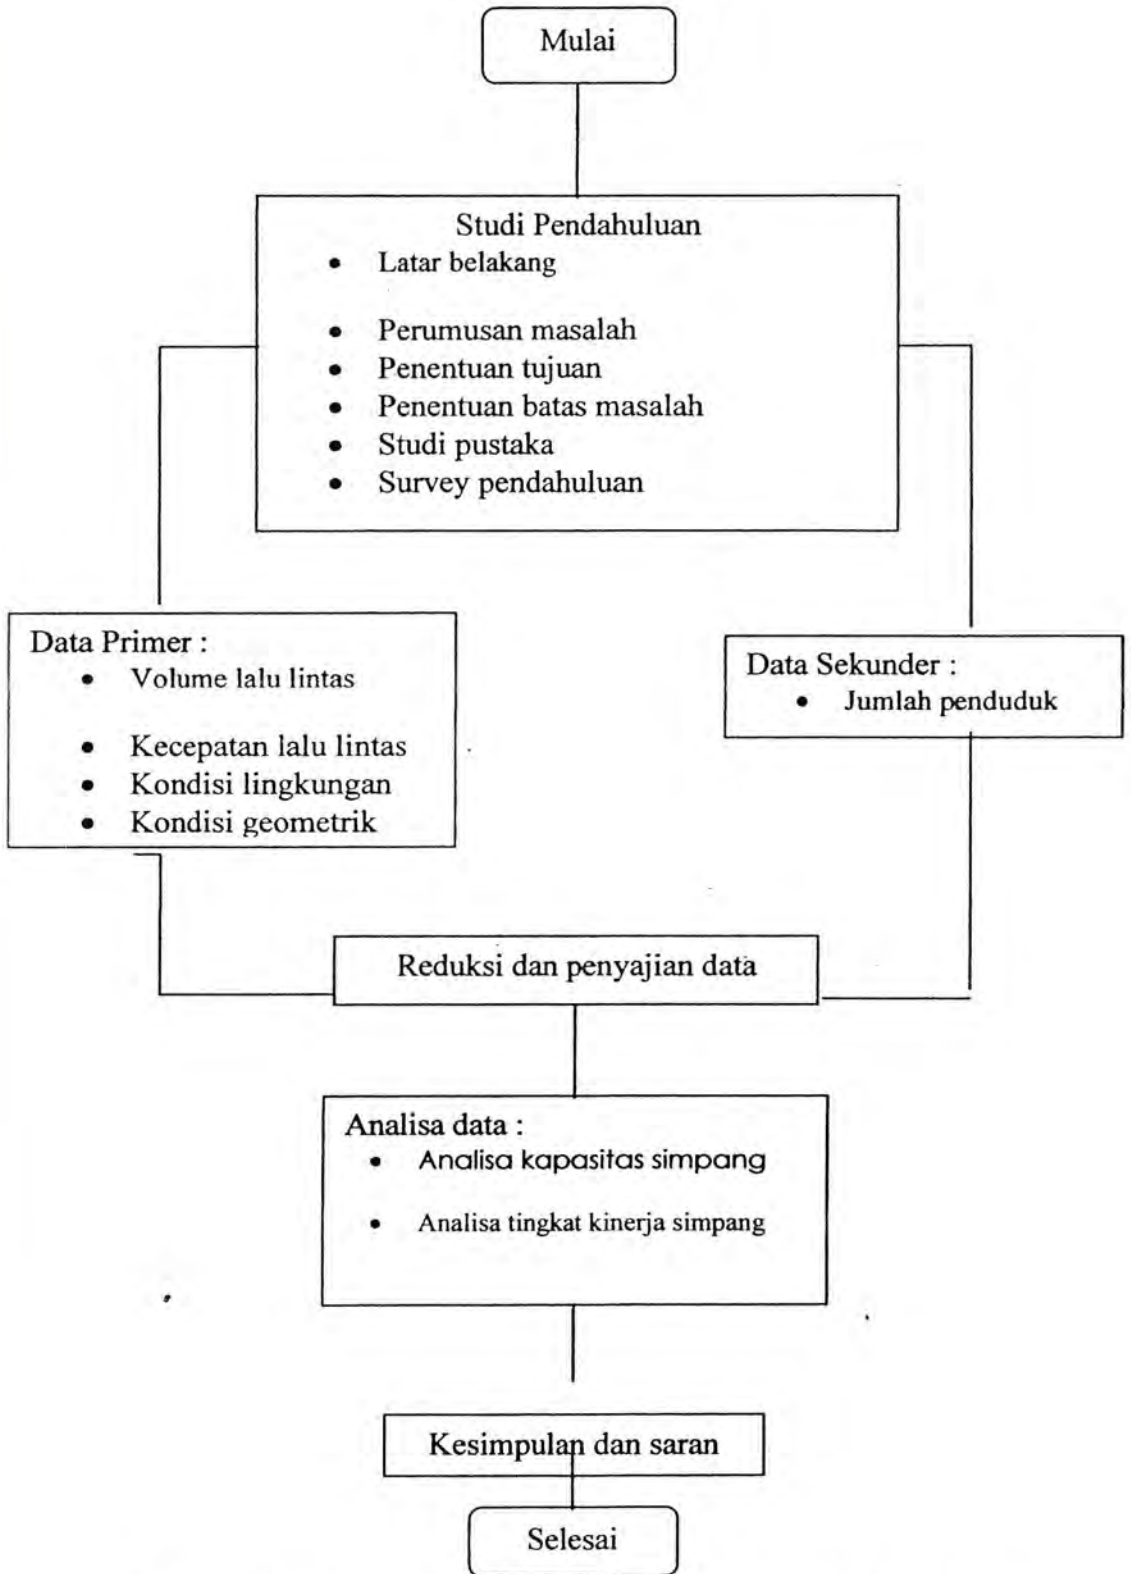 Mulai
Studi Pendahuluan
• Latar belakang
• Perumusan masalah
• Penentuan tujuan
• Penentuan batas masalah
• Studi pustaka
• Survey pendahuluan
Data Primer :
• Volume lalu lintas
• Kecepatan lalu lintas
• Kondisi lingkungan
• Kondisi geometrik
Data Sekunder :
• Jumlah penduduk
Reduksi dan penyajian data
Analisa data :
• Analisa kapasitas simpang
• Analisa tingkat kinerja simpang
Kesimpulan dan saran
Selesai